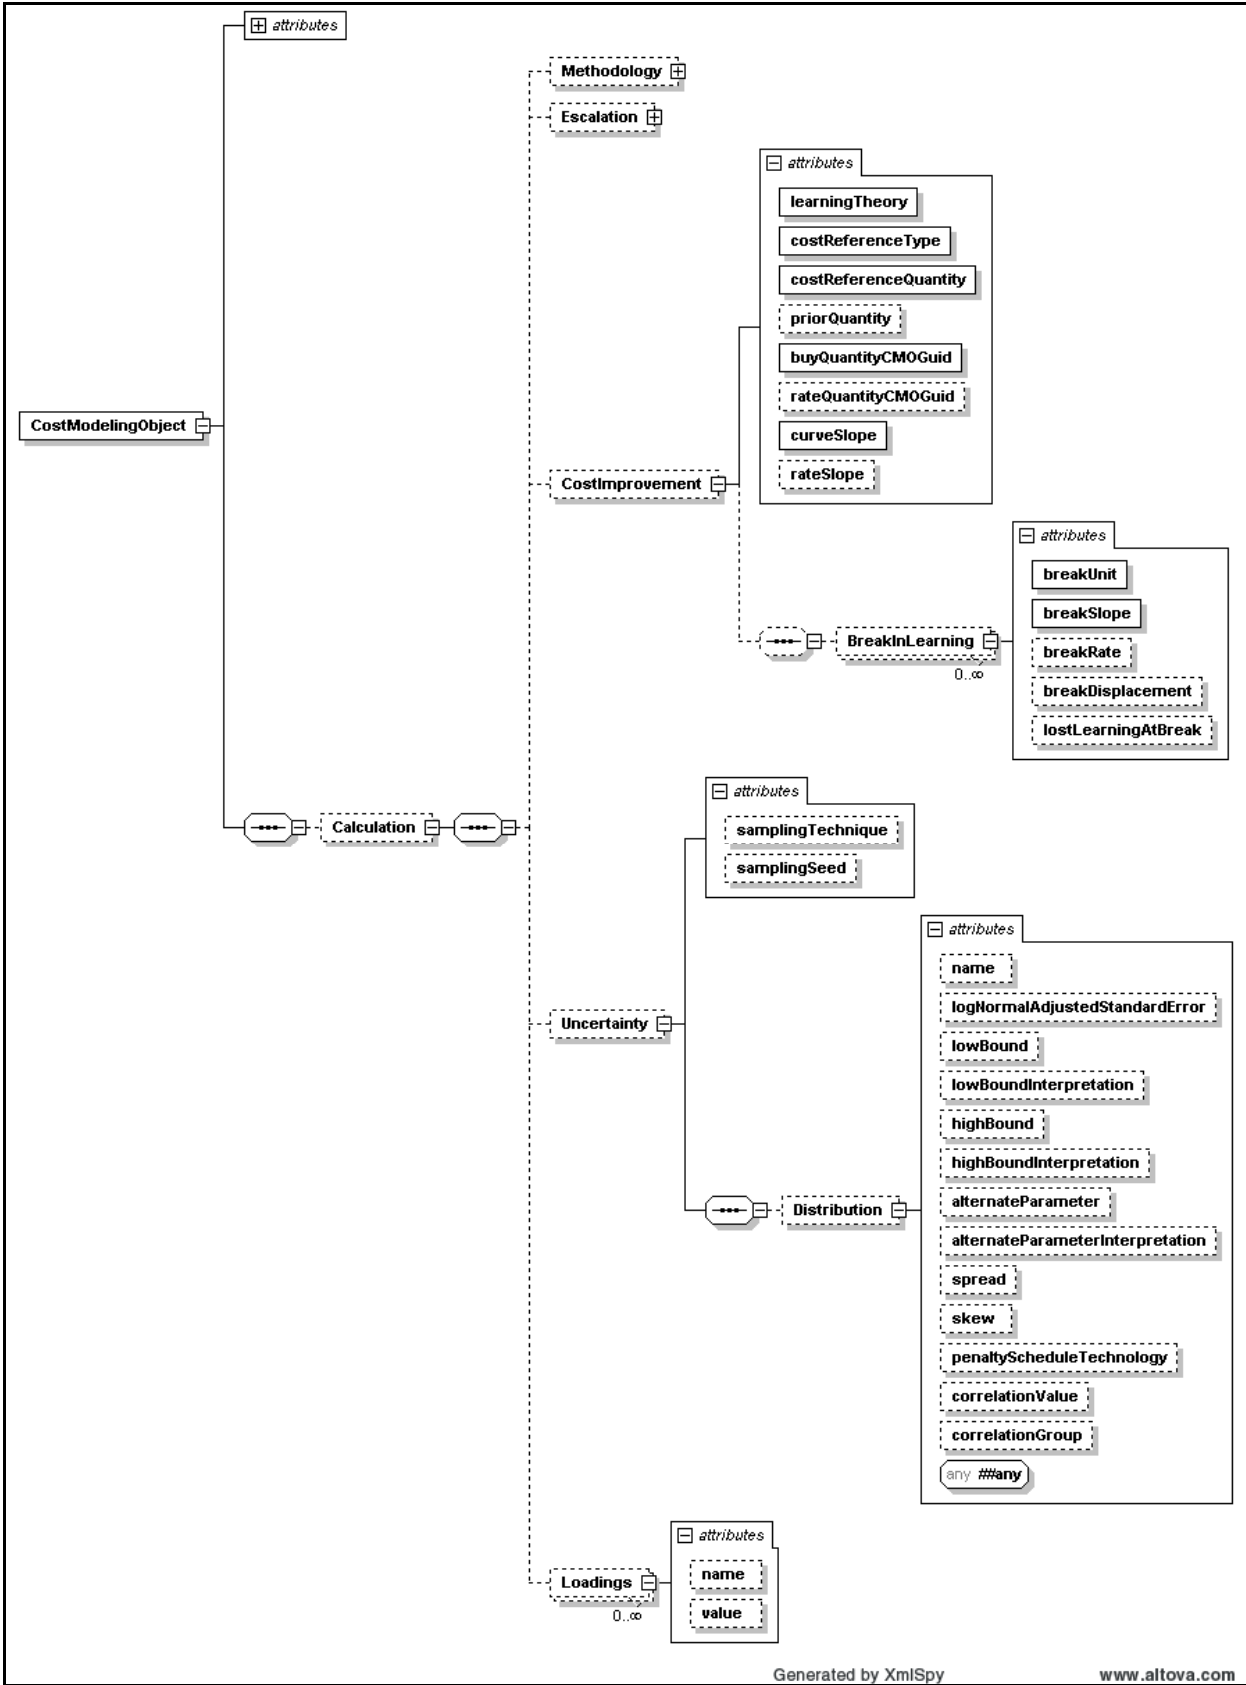 attributes
Methodology
Escalation
attributes
learningTheory
costReferenceType
costReferenceQuantity
priorQuantity
buyQuantityCMOGuid
rateQuantityCMOGuid
curveSlope
rateSlope
CostModelingObject
CostImprovement
attributes
breakUnit
breakSlope
breakRate
breakDisplacement
lostLearningAtBreak
BreakInLearning
0..∞
Calculation
attributes
samplingTechnique
samplingSeed
Uncertainty
attributes
name
logNormalAdjustedStandardError
lowBound
lowBoundInterpretation
highBound
highBoundInterpretation
alternateParameter
alternateParameterInterpretation
spread
skew
penaltyScheduleTechnology
correlationValue
correlationGroup
any ##any
Distribution
Loadings
0..∞
attributes
name
value
Generated by XmlSpy
www.altova.com